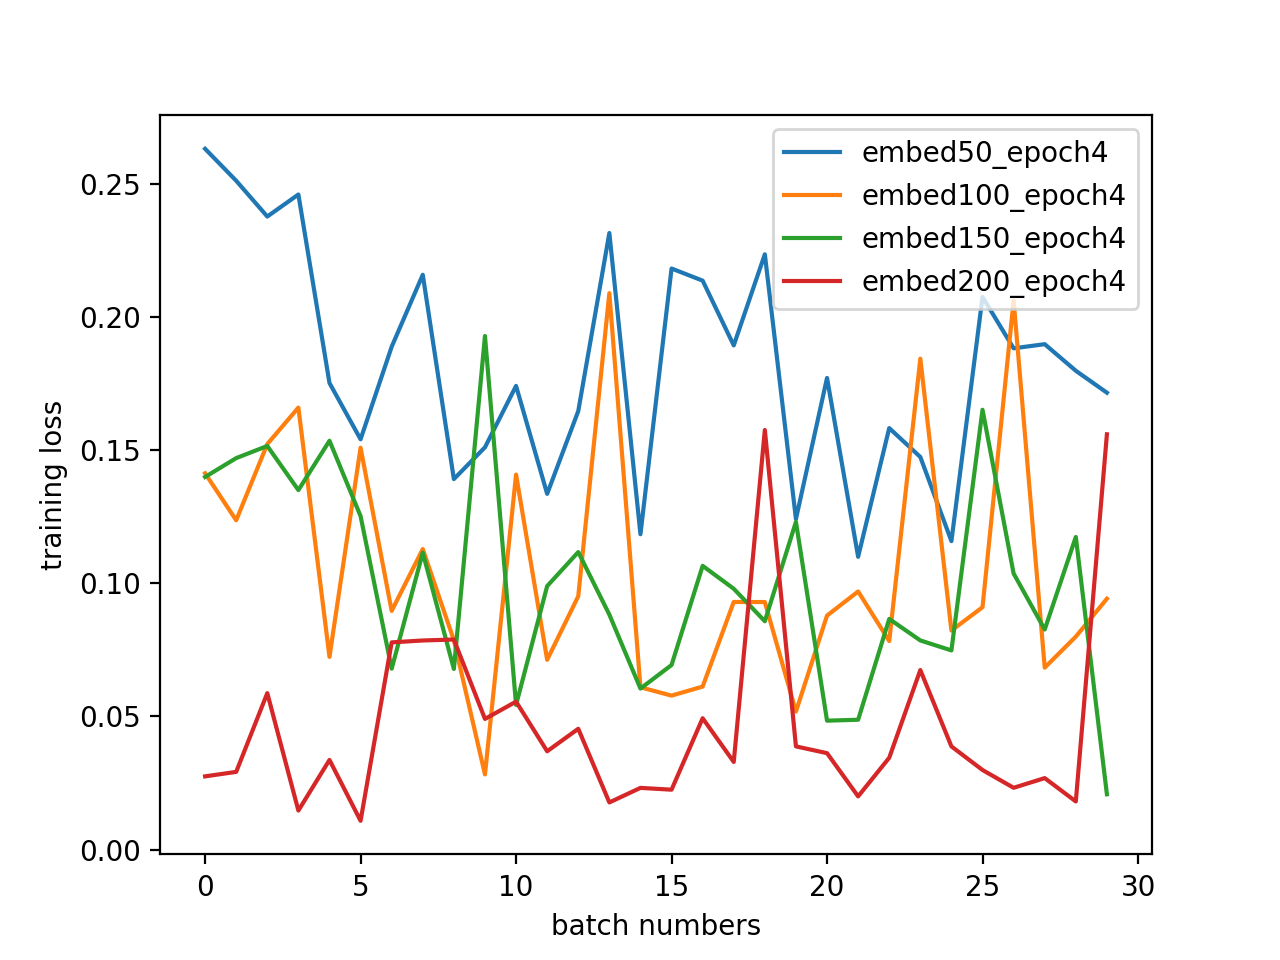 embed50_epoch4
embed100_epoch4
embed150_epoch4
embed200_epoch4
0.25
0.20
0.15
0.10
0.05
0.00
training loss
0 5 10 15 20 25 30
batch numbers